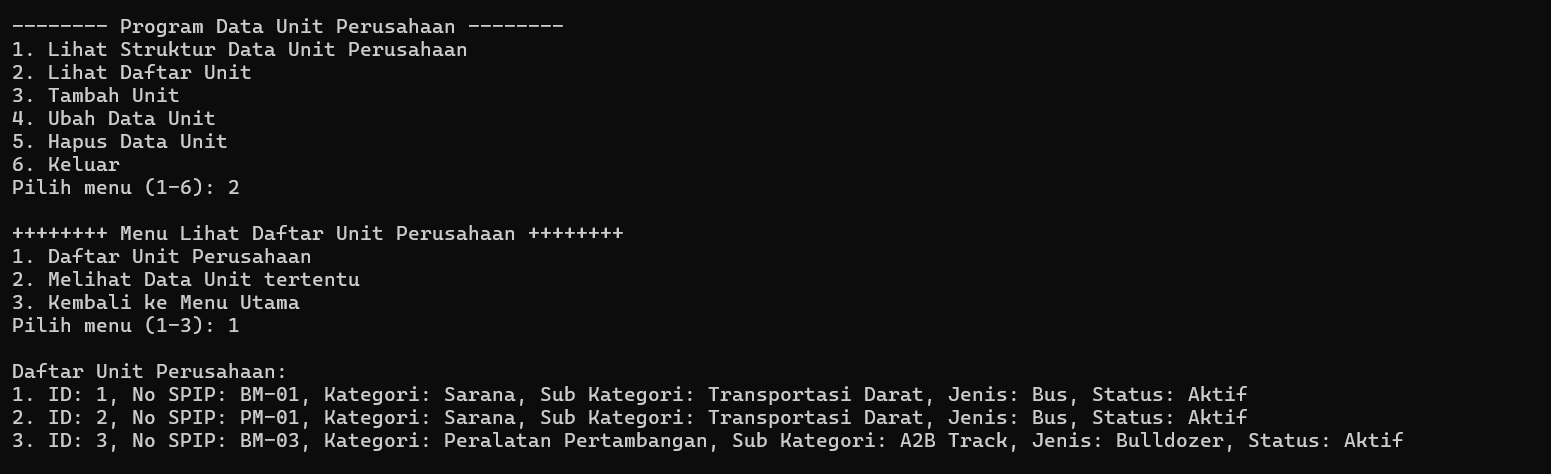 -------- Program Data Unit Perusahaan --------
1. Lihat Struktur Data Unit Perusahaan
2. Lihat Daftar Unit
3. Tambah Unit
4. Ubah Data Unit
5. Hapus Data Unit
6. Keluar
Pilih menu (1-6): 2
++++++++ Menu Lihat Daftar Unit Perusahaan ++++++++
1. Daftar Unit Perusahaan
2. Melihat Data Unit tertentu
3. Kembali ke Menu Utama
Pilih menu (1-3): 1
Daftar Unit Perusahaan:
1. ID: 1, No SPIP: BM-01, Kategori: Sarana, Sub Kategori: Transportasi Darat, Jenis: Bus, Status: Aktif
2. ID: 2, No SPIP: PM-01, Kategori: Sarana, Sub Kategori: Transportasi Darat, Jenis: Bus, Status: Aktif
3. ID: 3, No SPIP: BM-03, Kategori: Peralatan Pertambangan, Sub Kategori: A2B Track, Jenis: Bulldozer, Status: Aktif